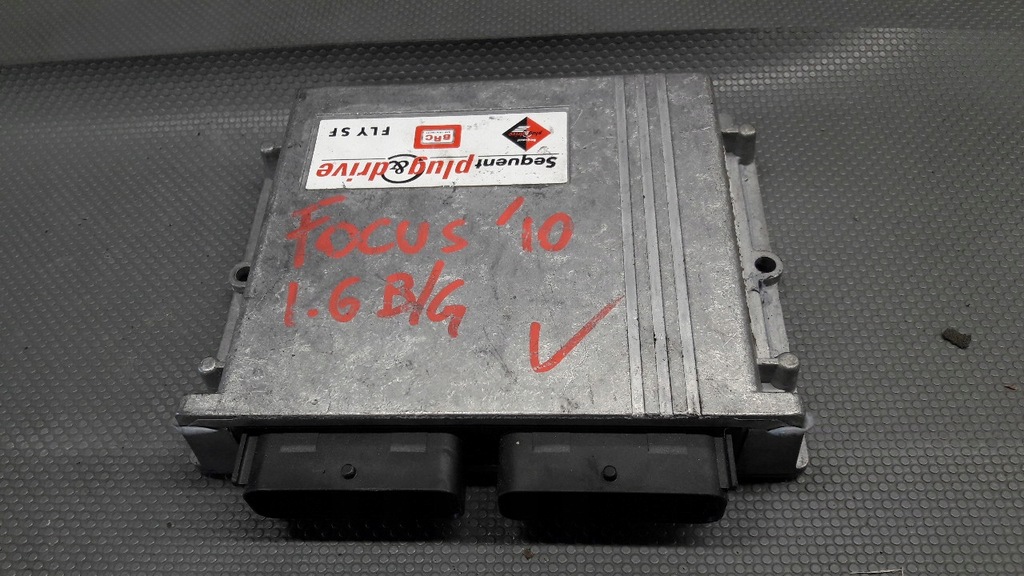 Sequent plug&drive
BRC
FLY SF
FOCUS '10
1.6 B/G